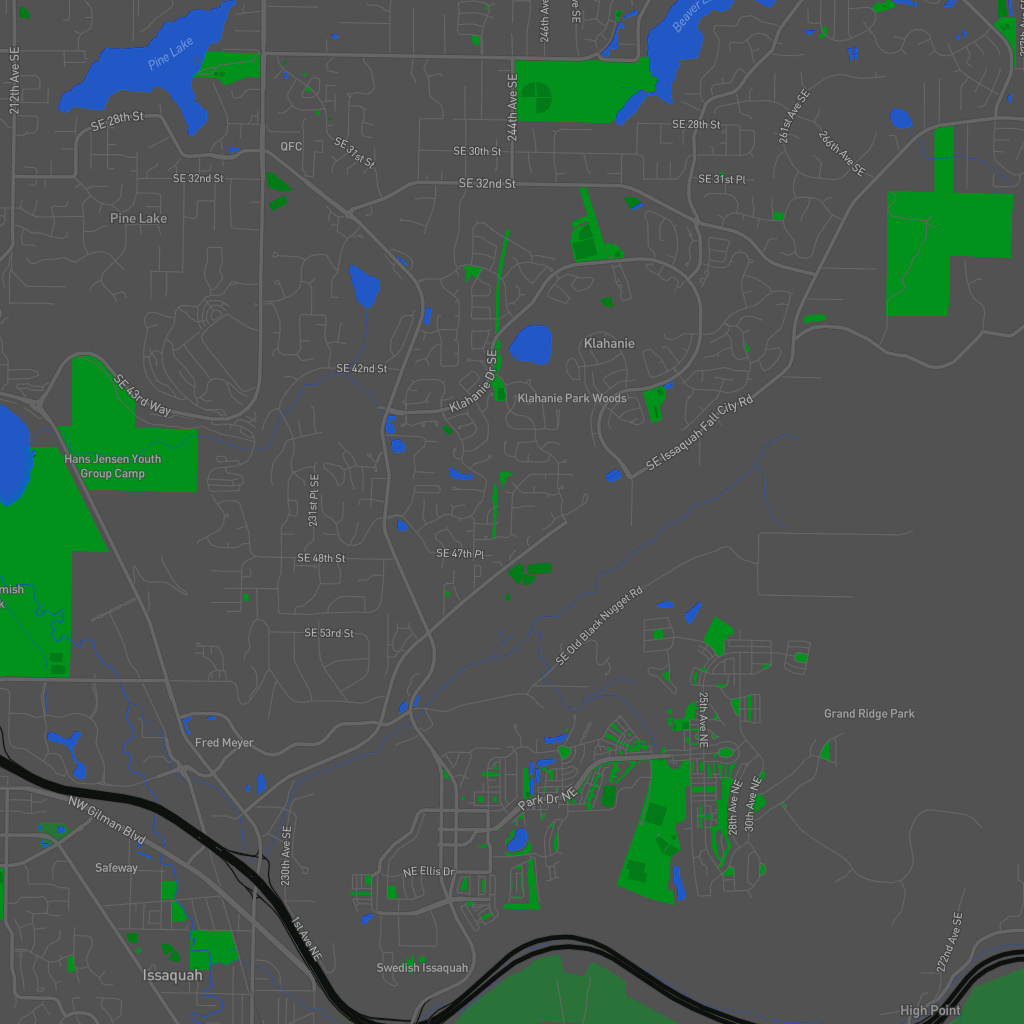 246th Ave SE
ve SE
Beaver L
Pine Lake
212th Ave SE
244th Ave SE
SE 28th St
SE 28th St
261st Ave SE
266th Ave SE
QFC
SE 31st St
SE 30th St
SE 32nd St
SE 32nd St
SE 31st Pl
Pine Lake
Klahanie
SE 42nd St
Klahanie Dr SE
SE 43rd Way
Klahanie Park Woods
SE Issaquah Fall City Rd
Hans Jensen Youth
Group Camp
231st Pl SE
SE 48th St
SE 47th Pl
mish
k
SE Old Black Nugget Rd
SE 53rd St
25th Ave NE
Grand Ridge Park
Fred Meyer
Park Dr NE
28th Ave NE
30th Ave NE
NW Gilman Blvd
230th Ave SE
Safeway
NE Ellis Dr
1st Ave NE
272nd Ave SE
Swedish Issaquah
Issaquah
High Point